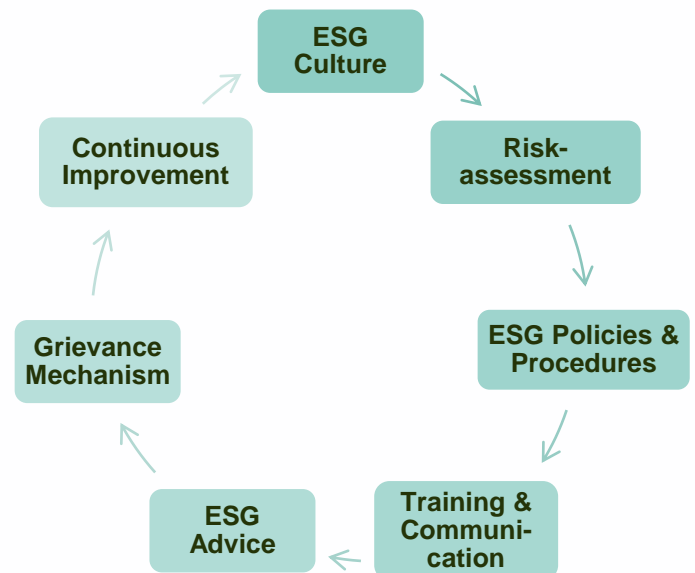 ESG
Culture
Risk-
assessment
ESG Policies &
Procedures
Training &
Communi-
cation
ESG
Advice
Grievance
Mechanism
Continuous
Improvement